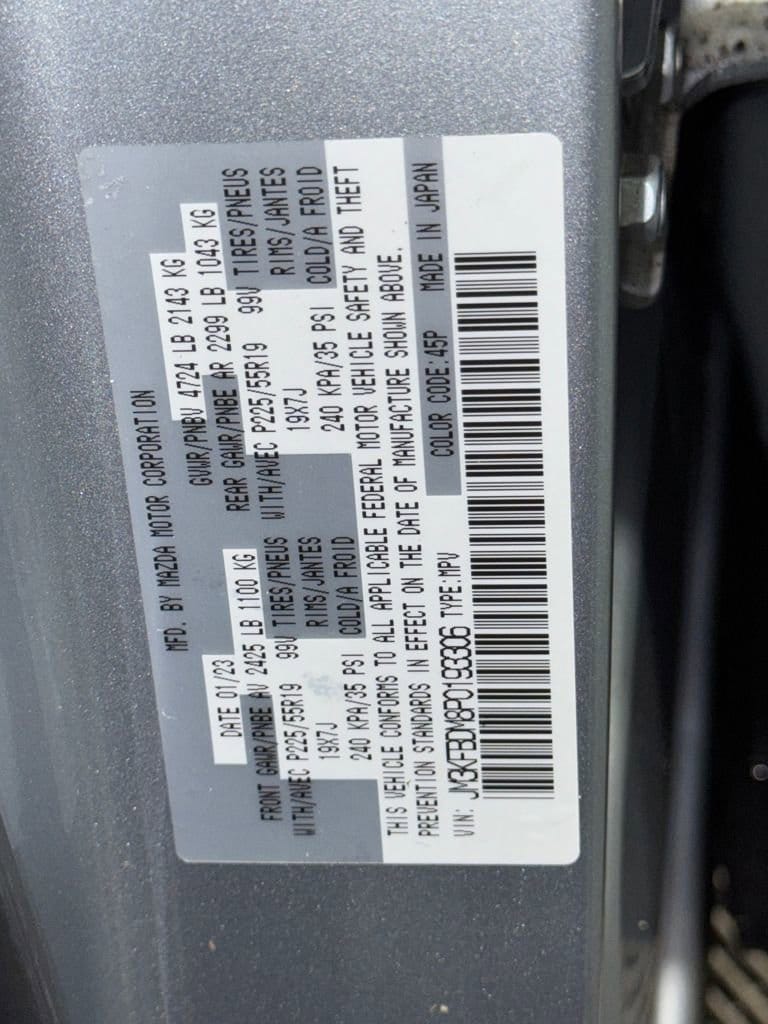 MFD. BY MAZDA MOTOR CORPORATION
DATE 01/23 GVWR/PNBV 4724 LB 2143 KG
FRONT GAWR/PNBE AV 2425 LB 1100 KG REAR GAWR/PNBE AR 2299 LB 1043 KG
WITH/AVEC P225/55R19 99V TIRES/PNEUS WITH/AVEC P225/55R19 99V TIRES/PNEUS
19X7J RIMS/JANTES 19X7J RIMS/JANTES
240 KPA/35 PSI COLD/A FROID 240 KPA/35 PSI COLD/A FROID
THIS VEHICLE CONFORMS TO ALL APPLICABLE FEDERAL MOTOR VEHICLE SAFETY AND THEFT
PREVENTION STANDARDS IN EFFECT ON THE DATE OF MANUFACTURE SHOWN ABOVE.
VIN: JM3KFBDM8P0193306 TYPE:MPV COLOR CODE:45P MADE IN JAPAN